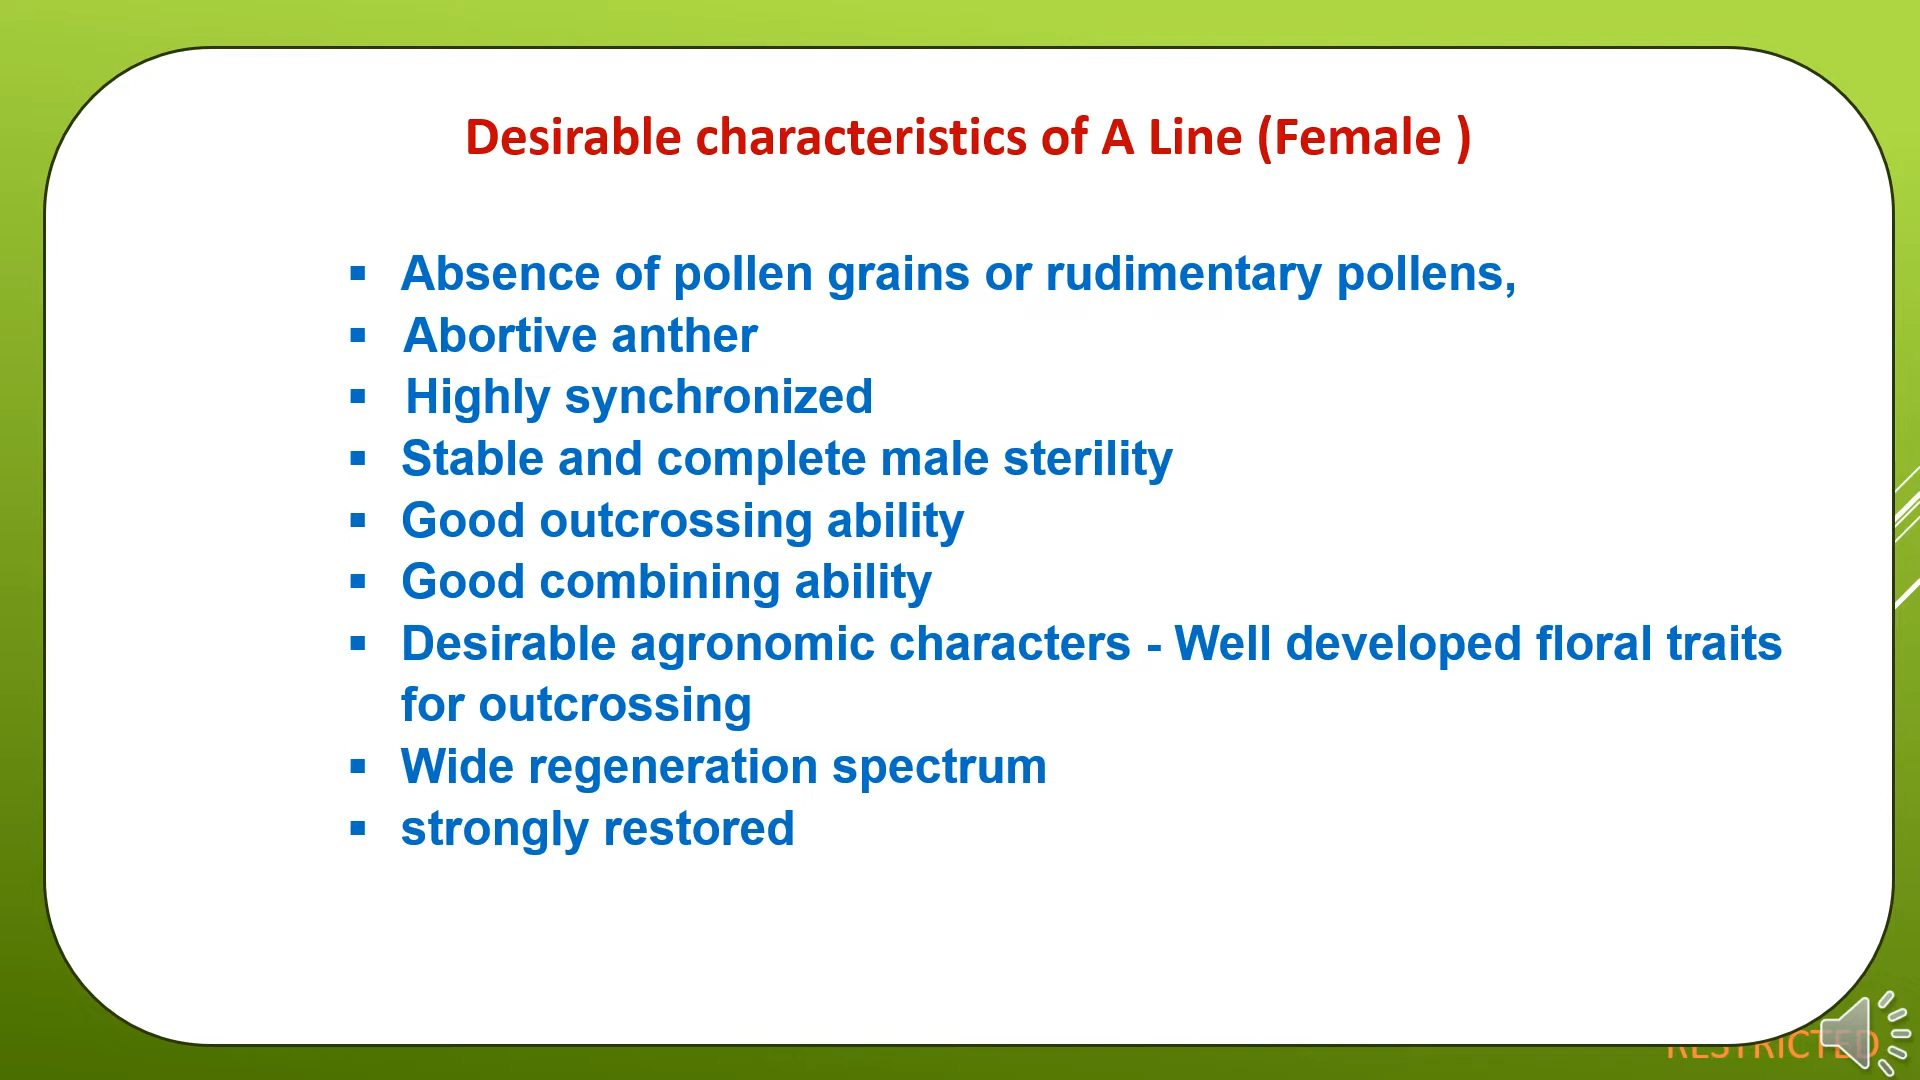 Desirable characteristics of A Line (Female )
▪ Absence of pollen grains or rudimentary pollens,
▪ Abortive anther
▪ Highly synchronized
▪ Stable and complete male sterility
▪ Good outcrossing ability
▪ Good combining ability
▪ Desirable agronomic characters - Well developed floral traits
for outcrossing
▪ Wide regeneration spectrum
▪ strongly restored
RESTRICTED